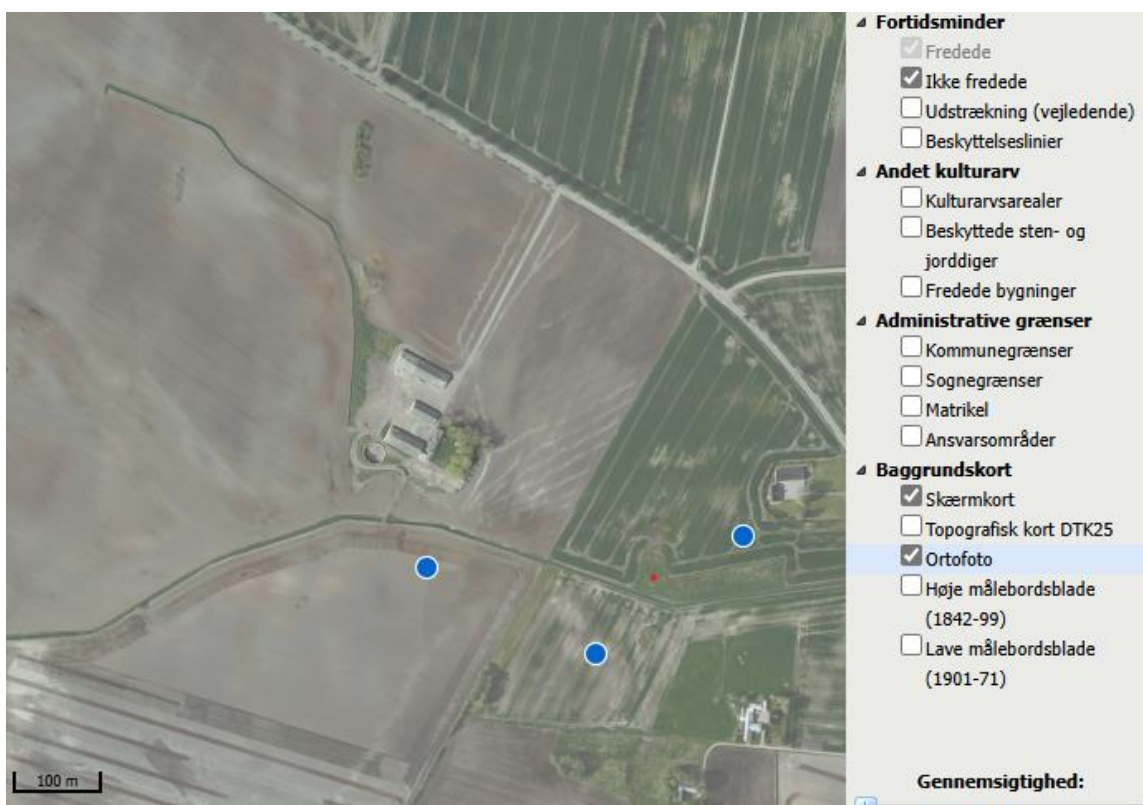 Fortidsminder
Fredede
Ikke fredede
Udstrækning (vejledende)
Beskyttelseslinier
Andet kulturarv
Kulturarvsarealer
Beskyttede sten- og
jorddiger
Fredede bygninger
Administrative grænser
Kommunegrænser
Sognegrænser
Matrikel
Ansvarsområder
Baggrundskort
Skærmkort
Topografisk kort DTK25
Ortofoto
Høje målebordsblade
(1842-99)
Lave målebordsblade
(1901-71)
Gennemsigtighed:
100 m